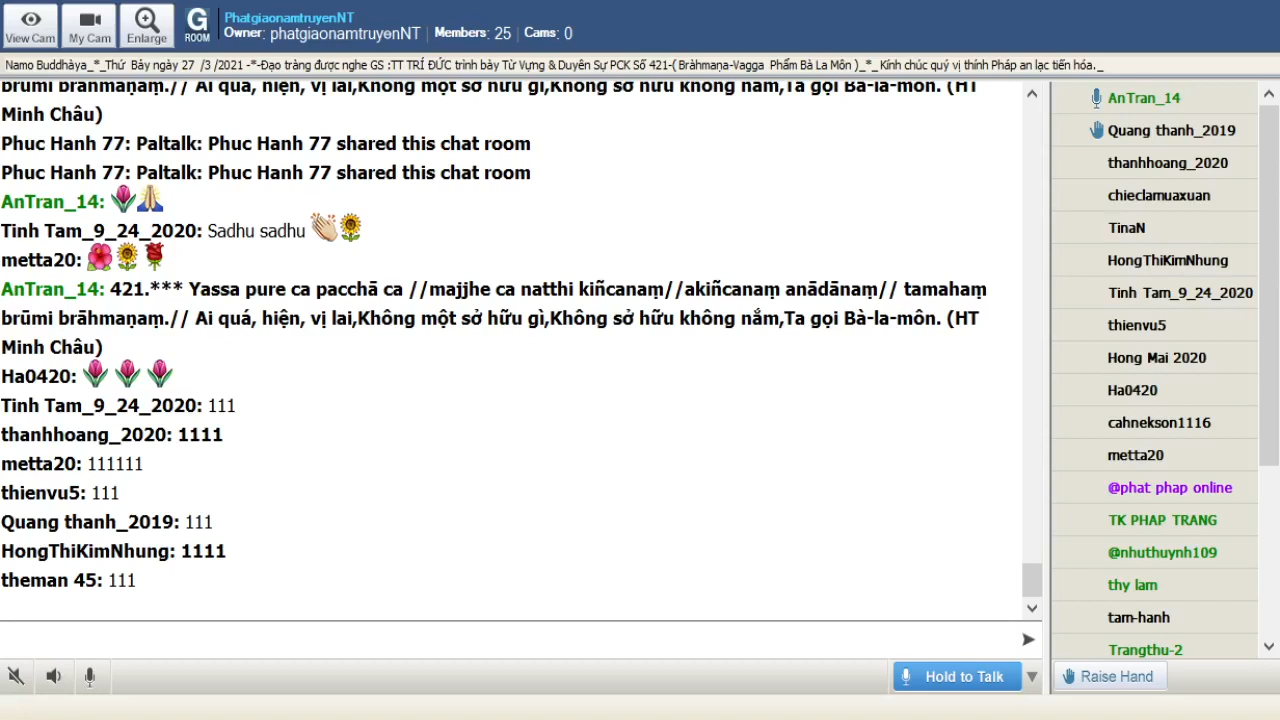 View Cam
My Cam
Enlarge
G
ROOM
PhatgiaonamtruyenNT
Owner: phatgiaonamtruyenNT | Members: 25 | Cams: 0
Namo Buddhàya_*_Thứ Bảy ngày 27 /3 /2021 -*-Đạo tràng được nghe GS :TT TRÍ ĐỨC trình bày Từ Vựng & Duyên Sự PCK Số 421-( Bràhmaṇa-Vagga Phẩm Bà La Môn )_*_ Kính chúc quý vị thính Pháp an lạc tiến hóa._
brūmi brāhmaṇaṃ.// Ai quá, hiện, vị lai,Không một sở hữu gì,Không sở hữu không nắm,Ta gọi Bà-la-môn. (HT
Minh Châu)
Phuc Hanh 77: Paltalk: Phuc Hanh 77 shared this chat room
Phuc Hanh 77: Paltalk: Phuc Hanh 77 shared this chat room
AnTran_14:
Tinh Tam_9_24_2020: Sadhu sadhu
metta20:
AnTran_14: 421.*** Yassa pure ca pacchā ca //majjhe ca natthi kiñcanaṃ//akiñcanaṃ anādānaṃ// tamahaṃ
brūmi brāhmaṇaṃ.// Ai quá, hiện, vị lai,Không một sở hữu gì,Không sở hữu không nắm,Ta gọi Bà-la-môn. (HT
Minh Châu)
Ha0420:
Tinh Tam_9_24_2020: 111
thanhhoang_2020: 1111
metta20: 111111
thienvu5: 111
Quang thanh_2019: 111
HongThiKimNhung: 1111
theman 45: 111
Hold to Talk
AnTran_14
Quang thanh_2019
thanhhoang_2020
chieclamuaxuan
TinaN
HongThiKimNhung
Tinh Tam_9_24_2020
thienvu5
Hong Mai 2020
Ha0420
cahnekson1116
metta20
@phat phap online
TK PHAP TRANG
@nhuthuynh109
thy lam
tam-hanh
Trangthu-2
Raise Hand